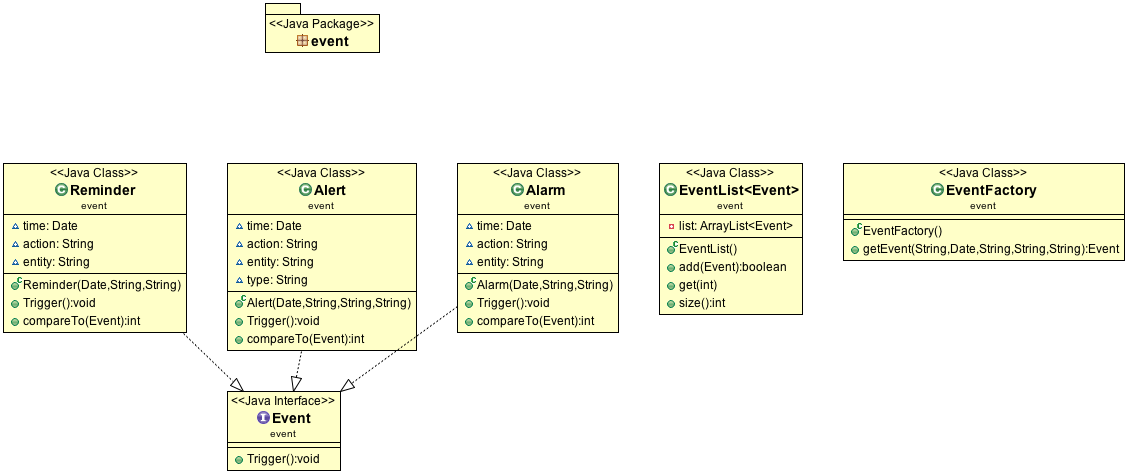 <<Java Package>>
event
<<Java Class>>
Reminder
event
time: Date
action: String
entity: String
Reminder(Date,String,String)
Trigger():void
compareTo(Event):int
<<Java Class>>
Alert
event
time: Date
action: String
entity: String
type: String
Alert(Date,String,String,String)
Trigger():void
compareTo(Event):int
<<Java Class>>
Alarm
event
time: Date
action: String
entity: String
Alarm(Date,String,String)
Trigger():void
compareTo(Event):int
<<Java Class>>
EventList<Event>
event
list: ArrayList<Event>
EventList()
add(Event):boolean
get(int)
size():int
<<Java Class>>
EventFactory
event
EventFactory()
getEvent(String,Date,String,String,String):Event
<<Java Interface>>
Event
event
Trigger():void